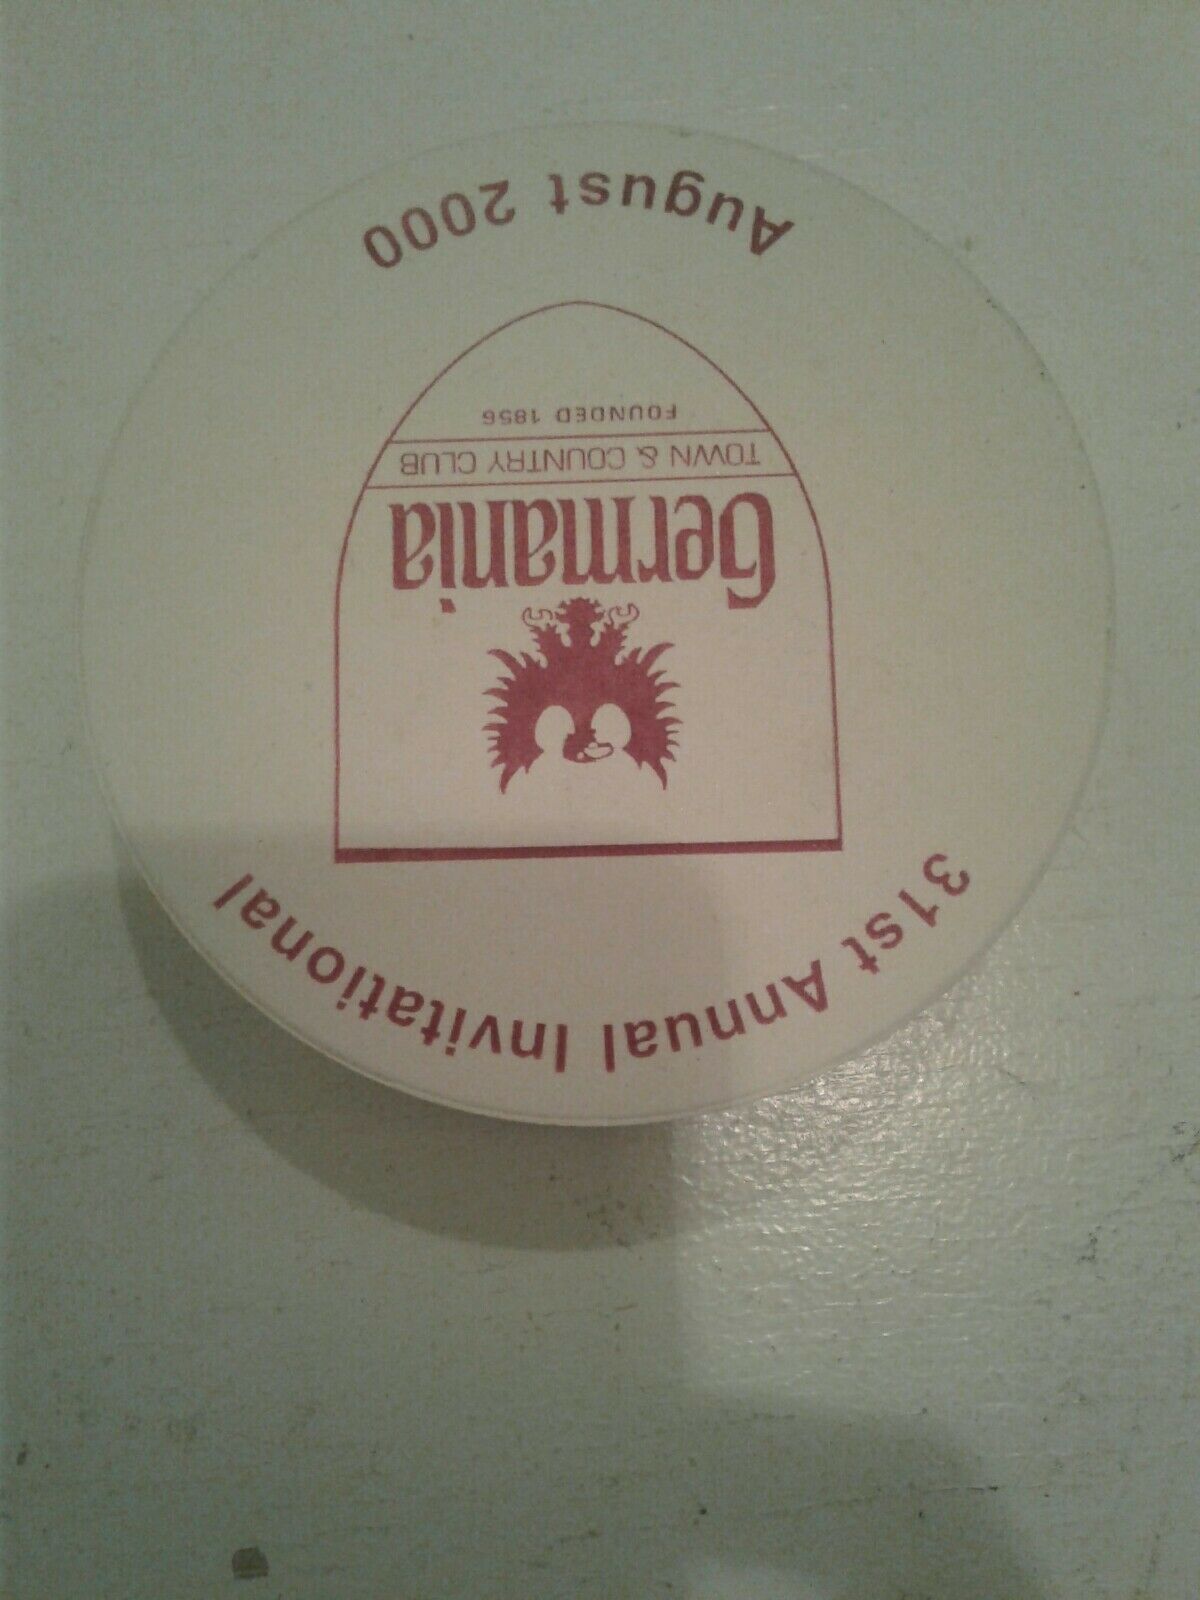 31st Annual Invitational
Germania
TOWN & COUNTRY CLUB
FOUNDED 1856
August 2000